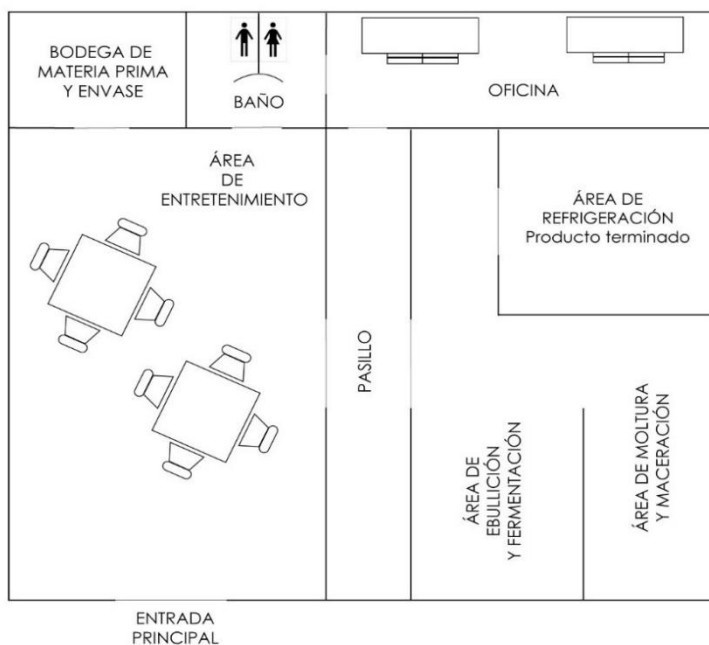 BODEGA DE
MATERIA PRIMA
Y ENVASE
BAÑO
OFICINA
ÁREA
DE
ENTRETENIMIENTO
ÁREA DE
REFRIGERACIÓN
Producto terminado
PASILLO
ÁREA DE
EBULLICIÓN
Y FERMENTACIÓN
ÁREA DE MOLTURA
Y MACERACIÓN
ENTRADA
PRINCIPAL